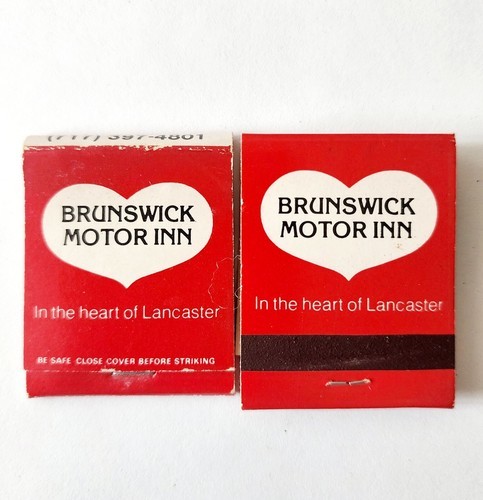 (717) 397-4801
BRUNSWICK
MOTOR INN
In the heart of Lancaster
BE SAFE CLOSE COVER BEFORE STRIKING
BRUNSWICK
MOTOR INN
In the heart of Lancaster